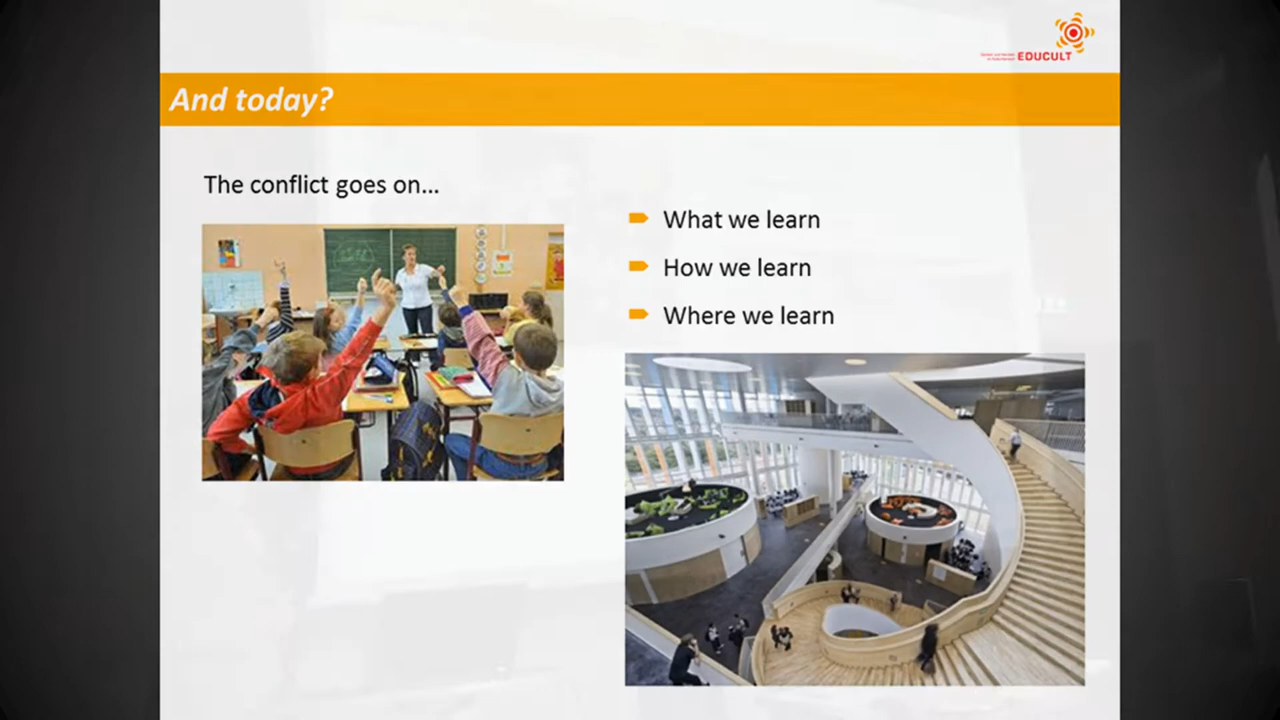 EDUCULT
And today?
The conflict goes on...
What we learn
How we learn
Where we learn